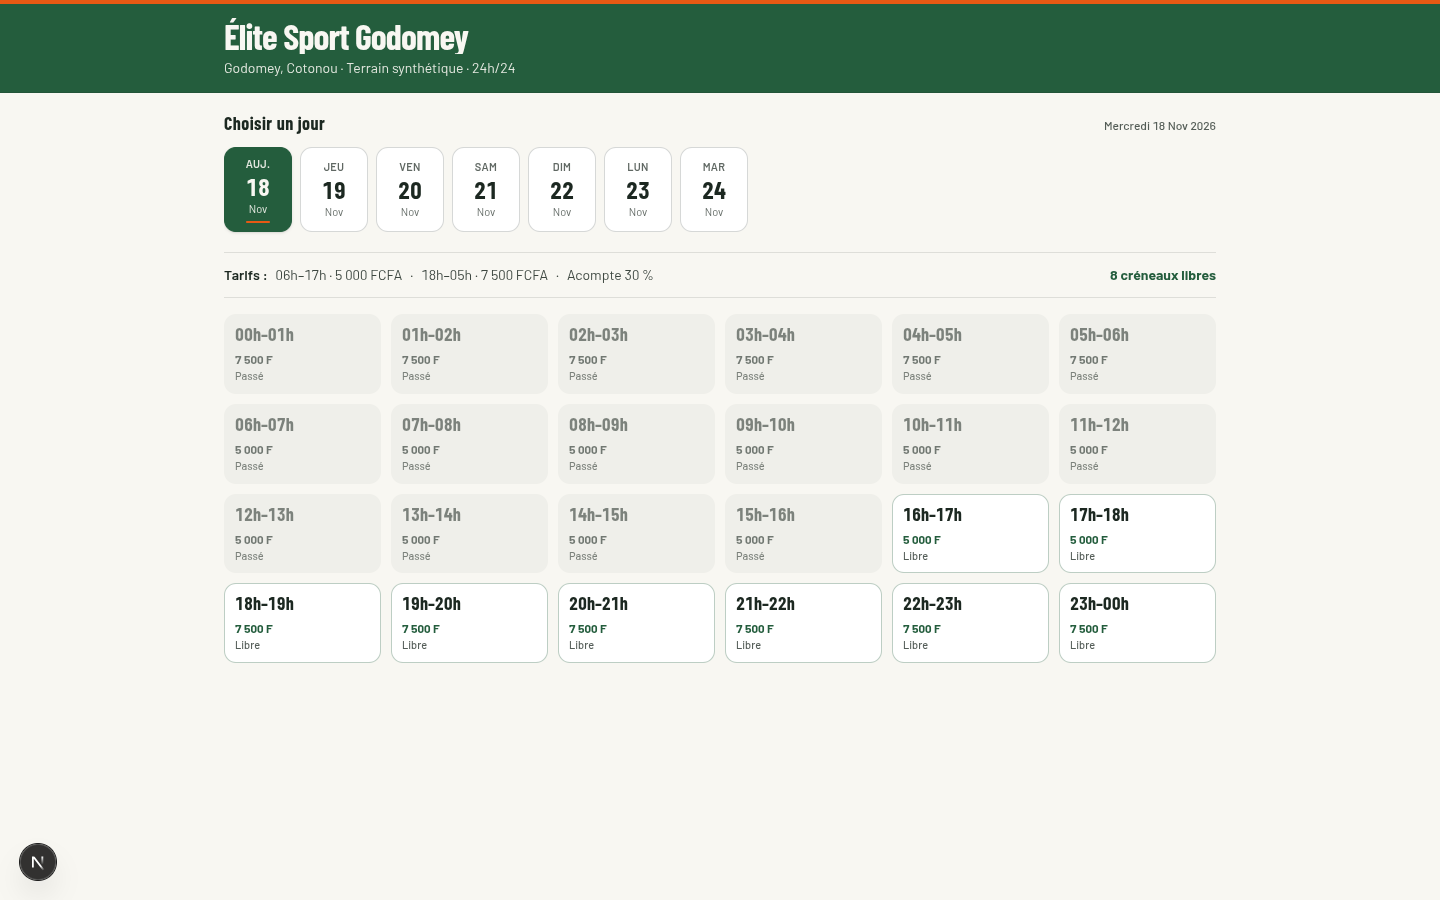 Élite Sport Godomey
Godomey, Cotonou · Terrain synthétique · 24h/24
Choisir un jour
Mercredi 18 Nov 2026
AUJ. JEU VEN SAM DIM LUN MAR
18 19 20 21 22 23 24
Nov Nov Nov Nov Nov Nov Nov
Tarifs : 06h–17h · 5 000 FCFA · 18h–05h · 7 500 FCFA · Acompte 30 %
8 créneaux libres
00h–01h 01h–02h 02h–03h 03h–04h 04h–05h 05h–06h
7 500 F 7 500 F 7 500 F 7 500 F 7 500 F 7 500 F
Passé Passé Passé Passé Passé Passé
06h–07h 07h–08h 08h–09h 09h–10h 10h–11h 11h–12h
5 000 F 5 000 F 5 000 F 5 000 F 5 000 F 5 000 F
Passé Passé Passé Passé Passé Passé
12h–13h 13h–14h 14h–15h 15h–16h 16h–17h 17h–18h
5 000 F 5 000 F 5 000 F 5 000 F 5 000 F 5 000 F
Passé Passé Passé Passé Libre Libre
18h–19h 19h–20h 20h–21h 21h–22h 22h–23h 23h–00h
7 500 F 7 500 F 7 500 F 7 500 F 7 500 F 7 500 F
Libre Libre Libre Libre Libre Libre
N